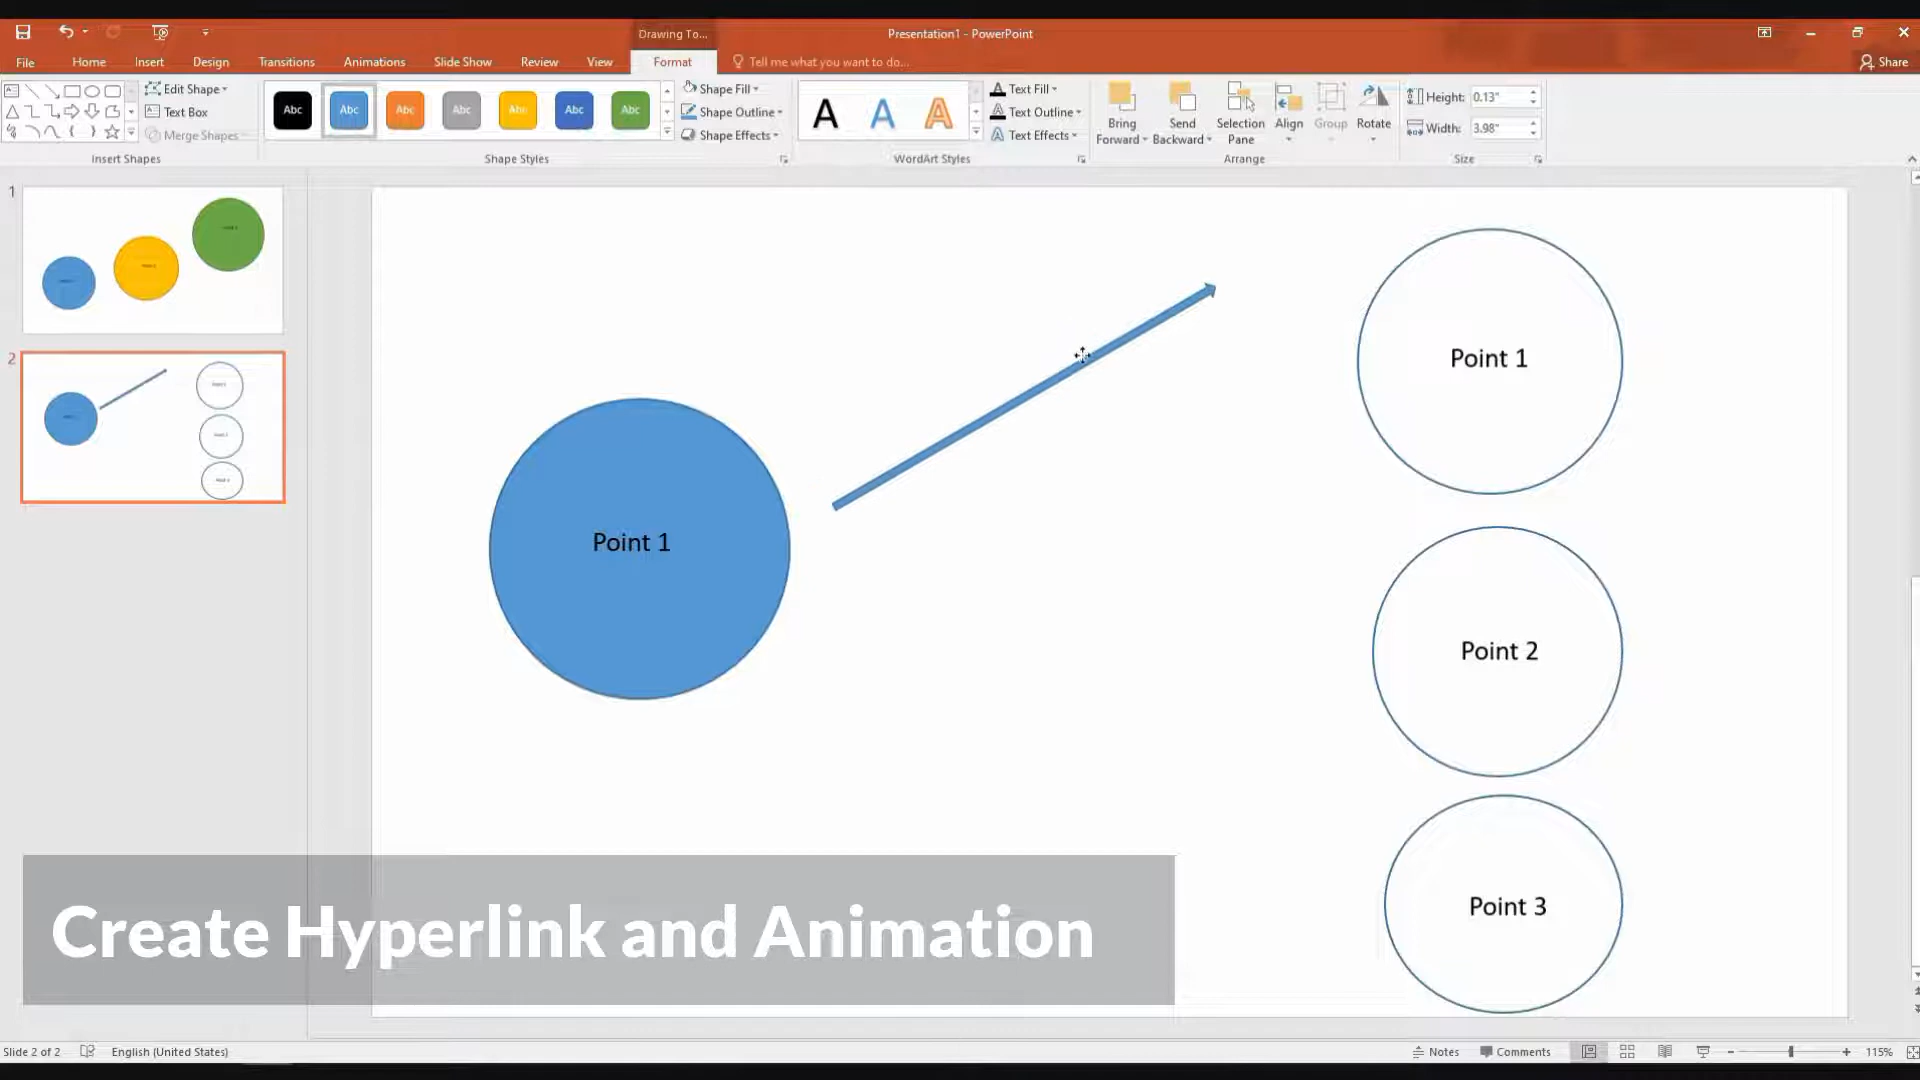 Drawing To...
Presentation1 - PowerPoint
File
Home
Insert
Design
Transitions
Animations
Slide Show
Review
View
Format
Tell me what you want to do...
Share
Edit Shape
Text Box
Merge Shapes
Insert Shapes
Abc
Abc
Abc
Abc
Abc
Abc
Abc
Shape Fill
Shape Outline
Shape Effects
Shape Styles
A
A
A
WordArt Styles
Text Fill
Text Outline
Text Effects
Bring
Forward
Send
Backward
Selection
Pane
Align
Group
Rotate
Arrange
Height: 0.13"
Width: 3.98"
Size
1
2
Point 1
Point 1
Point 2
Point 3
Create Hyperlink and Animation
Slide 2 of 2
English (United States)
Notes
Comments
115%